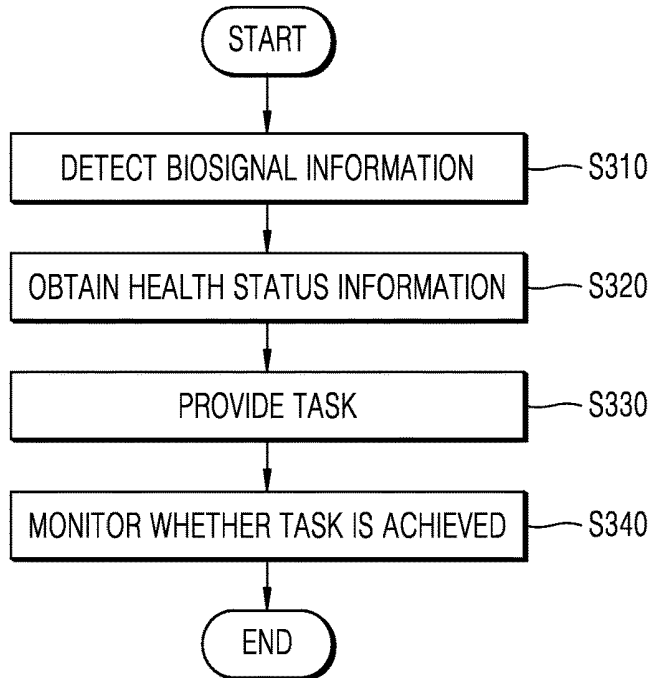 START
DETECT BIOSIGNAL INFORMATION
S310
OBTAIN HEALTH STATUS INFORMATION
S320
PROVIDE TASK
S330
MONITOR WHETHER TASK IS ACHIEVED
S340
END